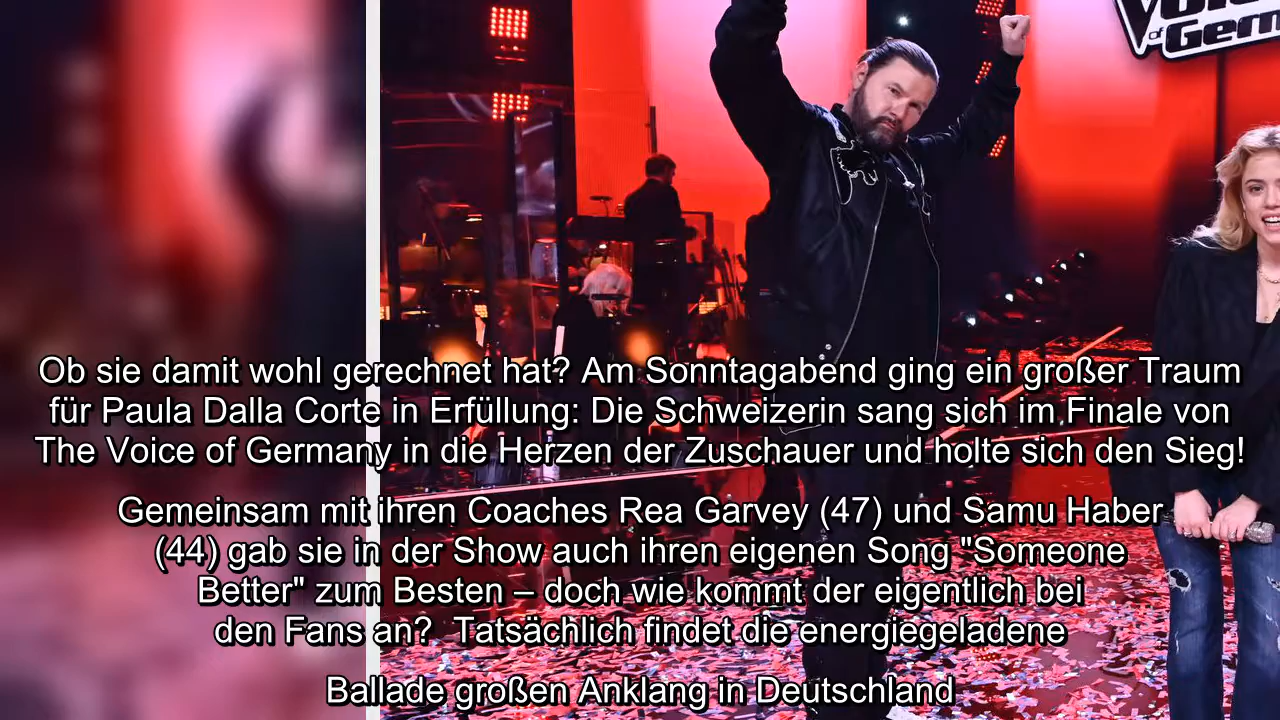 Voice
of Germ
Ob sie damit wohl gerechnet hat? Am Sonntagabend ging ein großer Traum
für Paula Dalla Corte in Erfüllung: Die Schweizerin sang sich im Finale von
The Voice of Germany in die Herzen der Zuschauer und holte sich den Sieg!
Gemeinsam mit ihren Coaches Rea Garvey (47) und Samu Haber
(44) gab sie in der Show auch ihren eigenen Song "Someone
Better" zum Besten – doch wie kommt der eigentlich bei
den Fans an? Tatsächlich findet die energiegeladene
Ballade großen Anklang in Deutschland